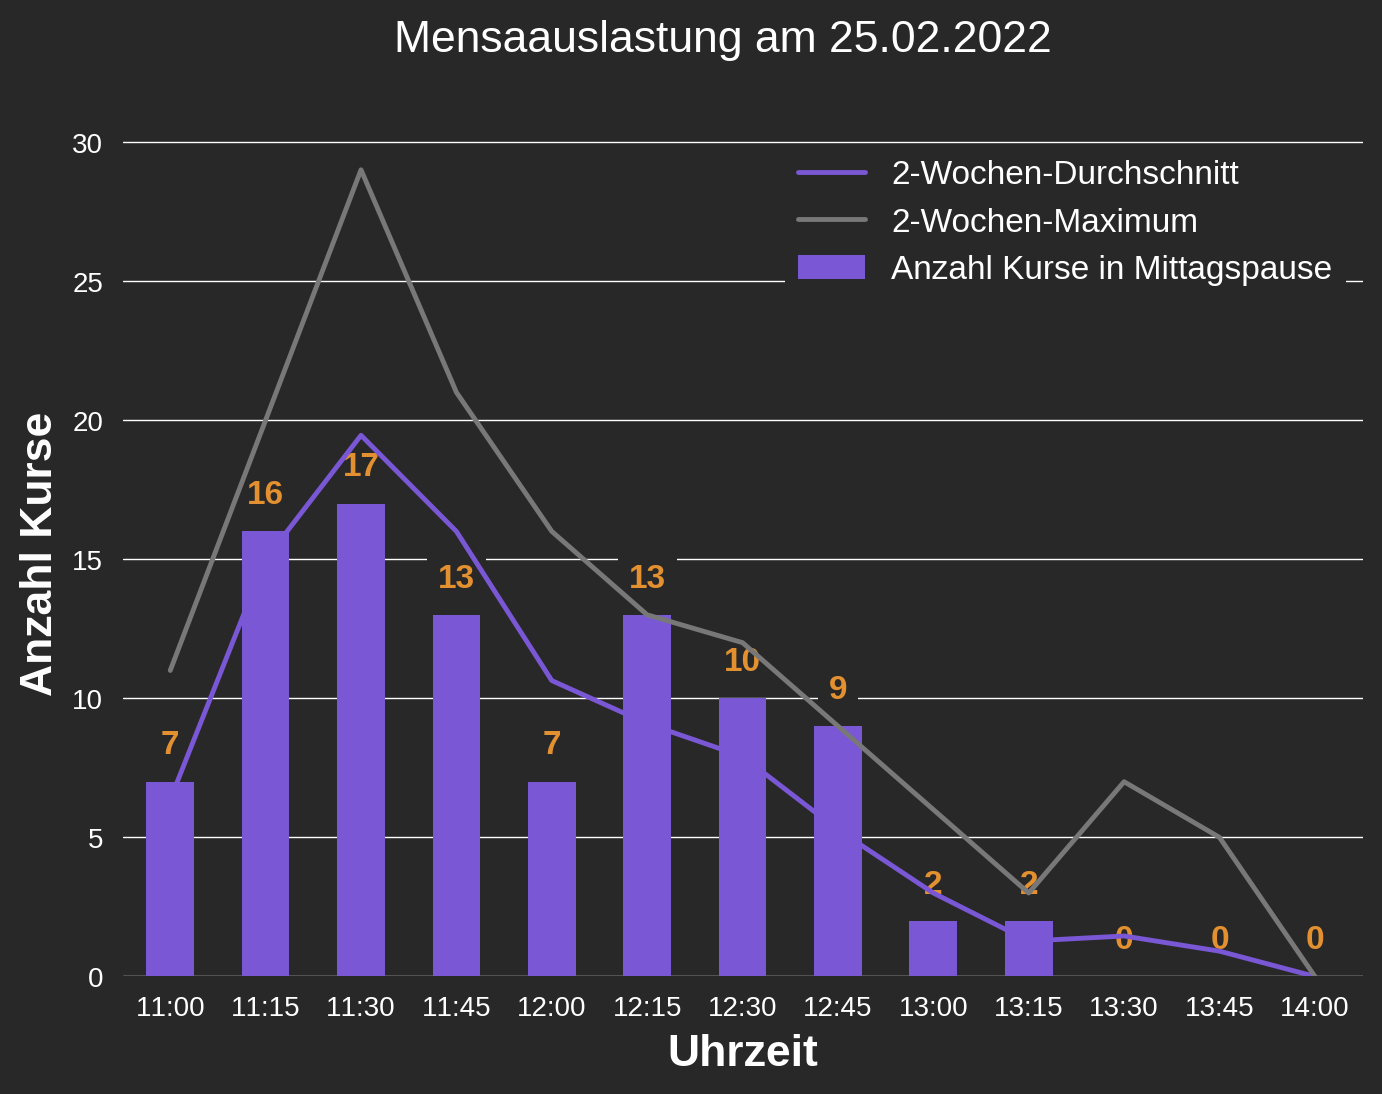 Mensaauslastung am 25.02.2022
30
25
20
15
10
5
0
Anzahl Kurse
2-Wochen-Durchschnitt
2-Wochen-Maximum
Anzahl Kurse in Mittagspause
7
16
17
13
7
13
10
9
2
2
0
0
0
11:00 11:15 11:30 11:45 12:00 12:15 12:30 12:45 13:00 13:15 13:30 13:45 14:00
Uhrzeit